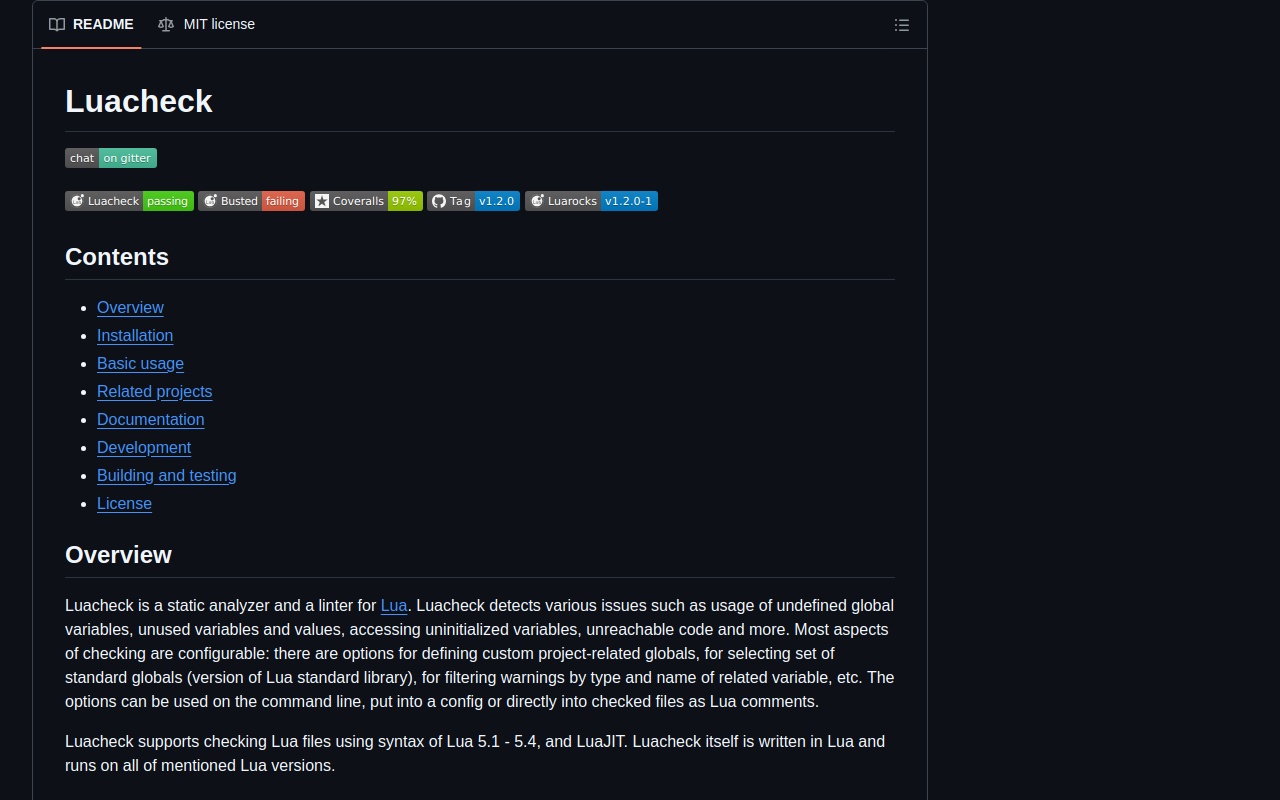 README MIT license
Luacheck
chat on gitter
Luacheck passing Busted failing Coveralls 97% Tag v1.2.0 Luarocks v1.2.0-1
Contents
Overview
Installation
Basic usage
Related projects
Documentation
Development
Building and testing
License
Overview
Luacheck is a static analyzer and a linter for Lua. Luacheck detects various issues such as usage of undefined global
variables, unused variables and values, accessing uninitialized variables, unreachable code and more. Most aspects
of checking are configurable: there are options for defining custom project-related globals, for selecting set of
standard globals (version of Lua standard library), for filtering warnings by type and name of related variable, etc. The
options can be used on the command line, put into a config or directly into checked files as Lua comments.
Luacheck supports checking Lua files using syntax of Lua 5.1 - 5.4, and LuaJIT. Luacheck itself is written in Lua and
runs on all of mentioned Lua versions.